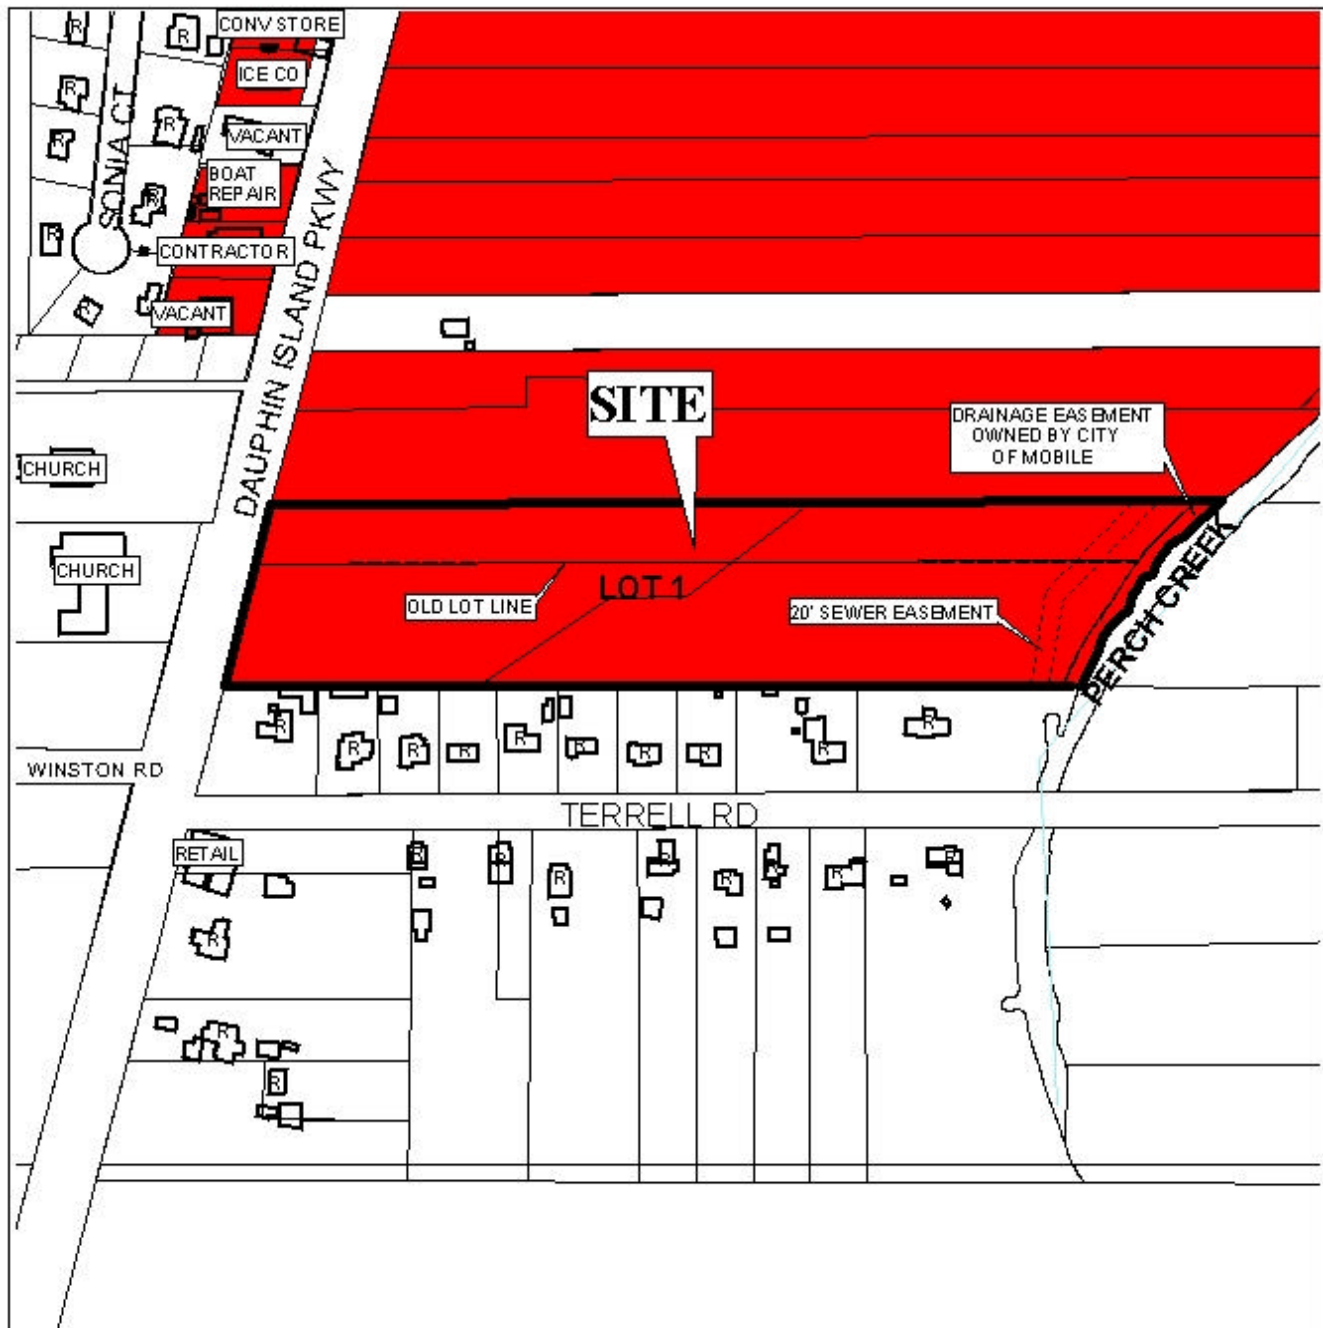 CONV STORE
R
R
ICE CO
R
R
VACANT
R
SONIA CT
BOAT
REPAIR
R
R
CONTRACTOR
R
VACANT
DAUPHIN ISLAND PKWY
SITE
DRAINAGE EASEMENT
OWNED BY CITY
OF MOBILE
CHURCH
CHURCH
LOT 1
OLD LOT LINE
20' SEWER EASEMENT
PERCH CREEK
R
R
R
R
R
R
R
R
R
R
WINSTON RD
TERRELL RD
RETAIL
R
R
R
R
R
R
R
R
R
R
R